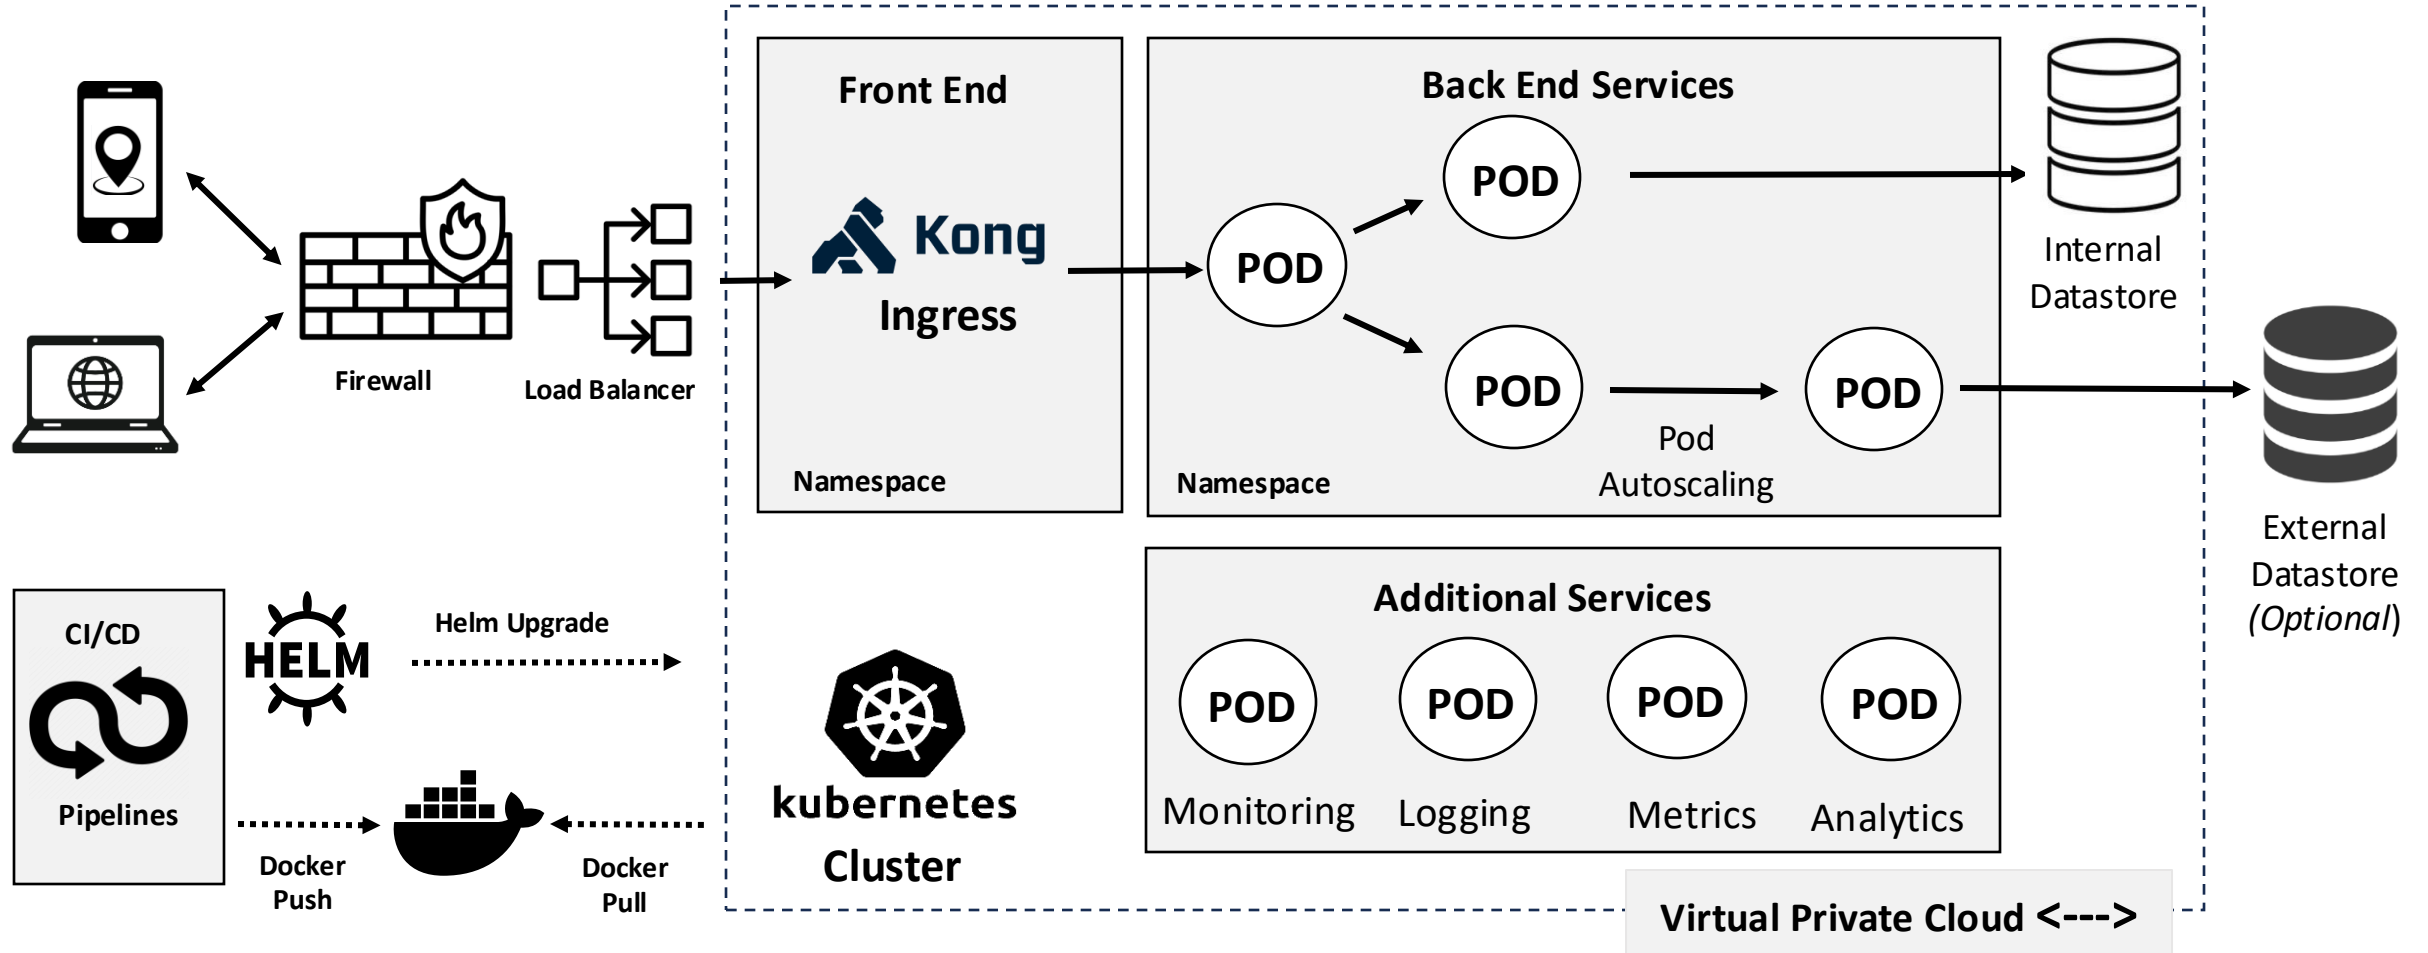 Front End
Kong
Ingress
Namespace
Back End Services
POD
POD
POD
POD
Pod
Autoscaling
Namespace
Internal
Datastore
External
Datastore
(Optional)
Firewall
Load Balancer
CI/CD
Pipelines
HELM
Helm Upgrade
Docker
Push
Docker
Pull
kubernetes
Cluster
Additional Services
POD
POD
POD
POD
Monitoring
Logging
Metrics
Analytics
Virtual Private Cloud <--->